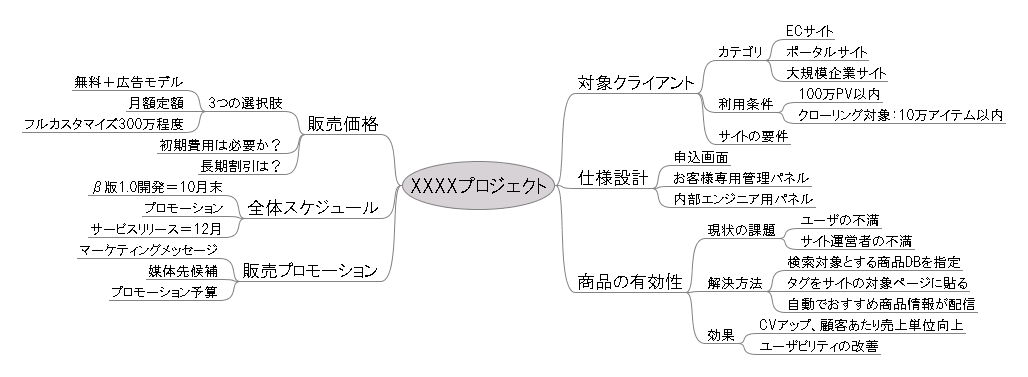 XXXXプロジェクト
対象クライアント
カテゴリ
ECサイト
ポータルサイト
大規模企業サイト
利用条件
100万PV以内
クローリング対象：10万アイテム以内
サイトの要件
仕様設計
申込画面
お客様専用管理パネル
内部エンジニア用パネル
商品の有効性
現状の課題
ユーザの不満
サイト運営者の不満
解決方法
検索対象とする商品DBを指定
タグをサイトの対象ページに貼る
自動でおすすめ商品情報が配信
効果
CVアップ、顧客あたり売上単位向上
ユーザビリティの改善
販売価格
3つの選択肢
無料＋広告モデル
月額定額
フルカスタマイズ300万程度
初期費用は必要か？
長期割引は？
全体スケジュール
β版1.0開発＝10月末
プロモーション
サービスリリース＝12月
販売プロモーション
マーケティングメッセージ
媒体先候補
プロモーション予算